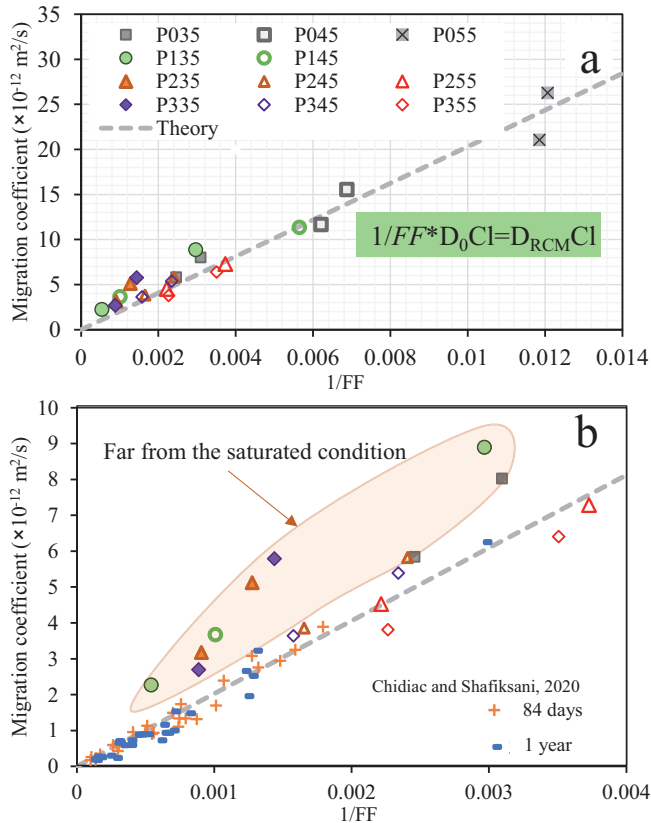 35
30
25
20
15
10
5
0
Migration coefficient (×10⁻¹² m²/s)
P035 P045 P055
P135 P145
P235 P245 P255
P335 P345 P355
Theory
a
1/FF*D₀Cl=D_RCMCl
0 0.002 0.004 0.006 0.008 0.01 0.012 0.014
1/FF
10
9
8
7
6
5
4
3
2
1
0
Migration coefficient (×10⁻¹² m²/s)
b
Far from the saturated condition
Chidiac and Shafiksani, 2020
84 days
1 year
0 0.001 0.002 0.003 0.004
1/FF